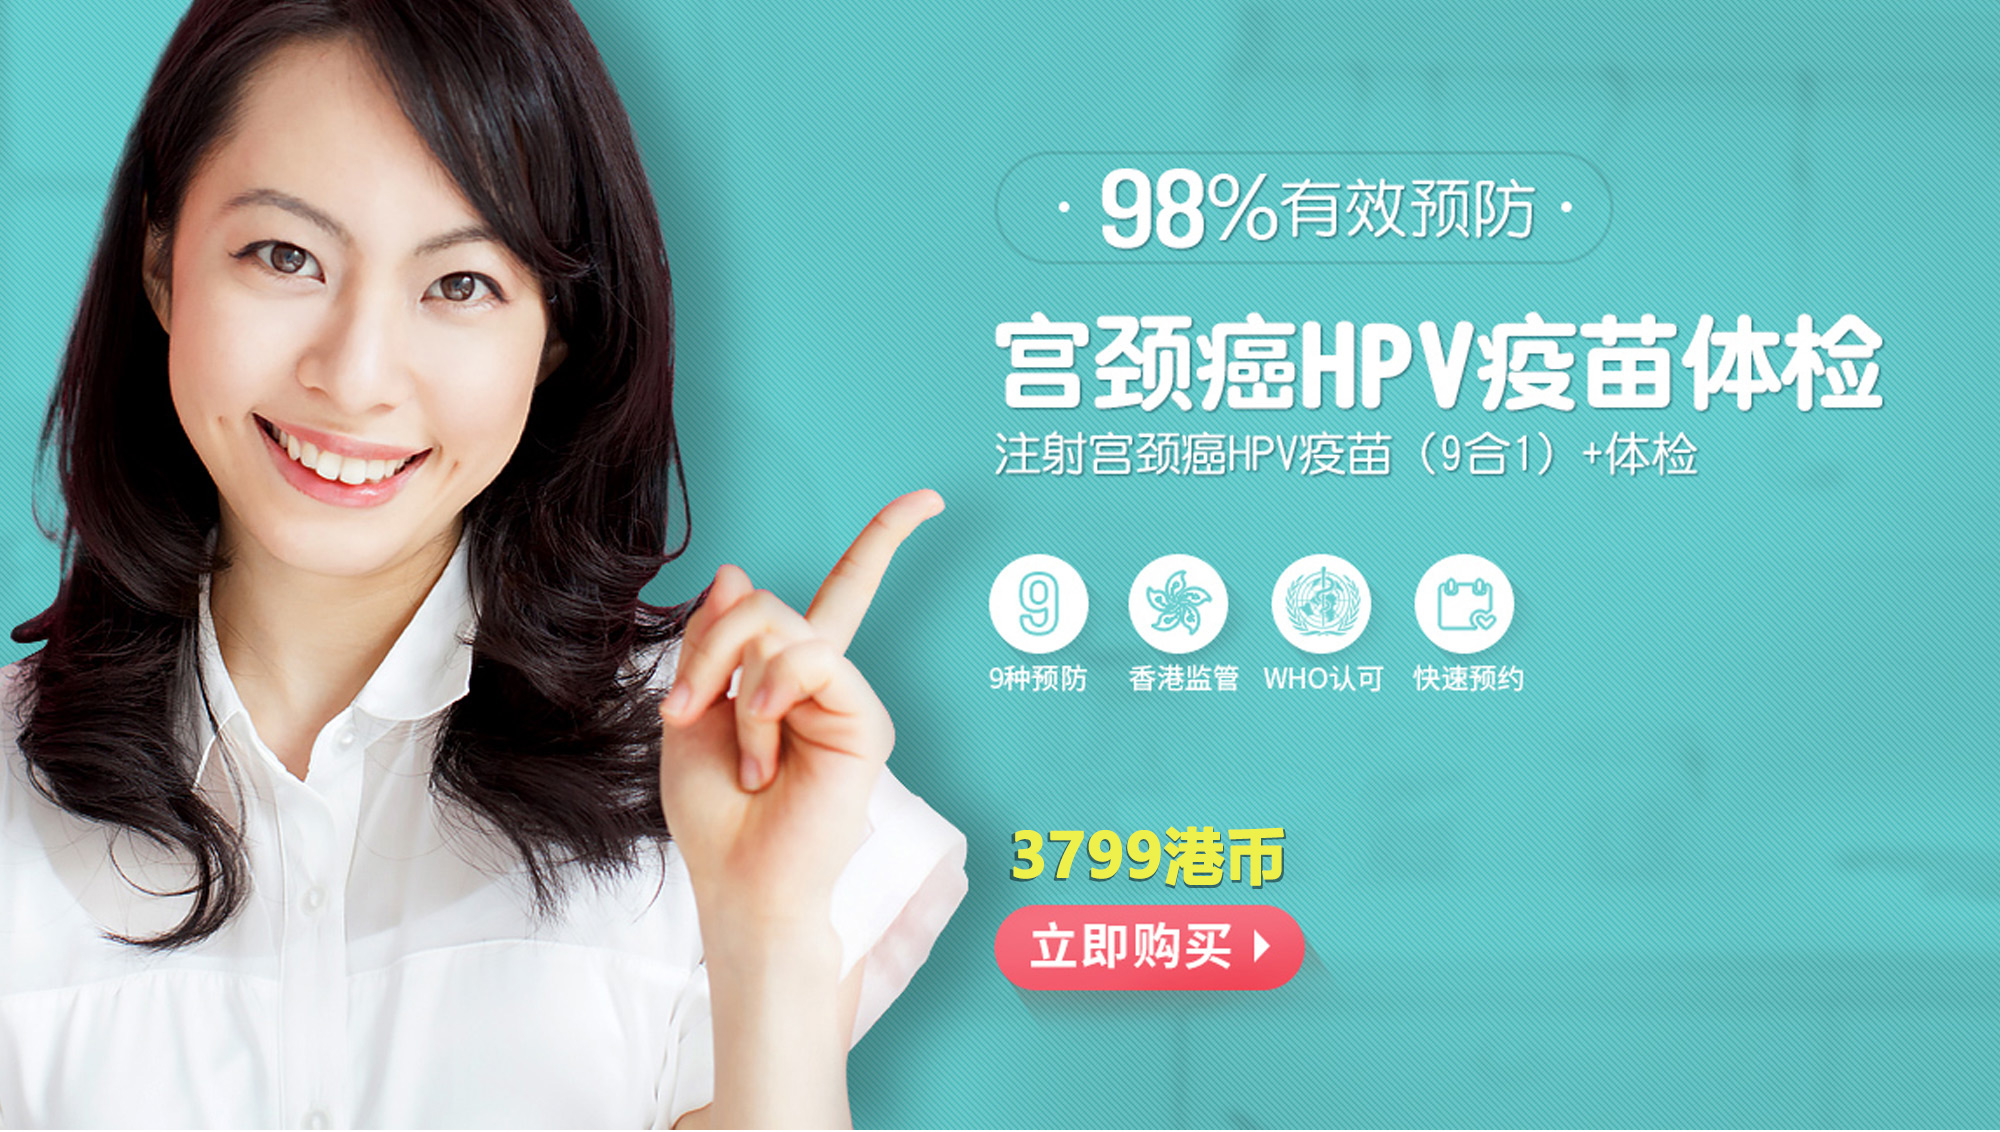 ·98%有效预防·
宫颈癌HPV疫苗体检
注射宫颈癌HPV疫苗（9合1）+体检
9
9种预防 香港监管 WHO认可 快速预约
3799港币
立即购买